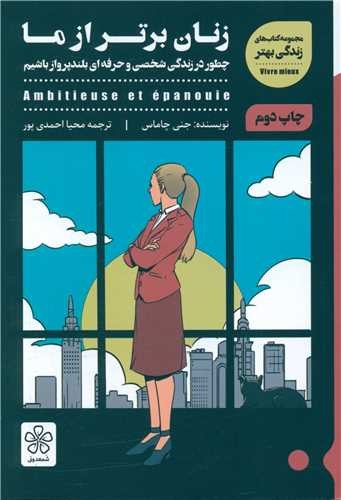 زنان برتر از ما
چطور در زندگی شخصی و حرفه‌ای بلندپرواز باشیم
Ambitieuse et épanouie
نویسنده: جنی چاماس | ترجمه محیا احمدی پور
مجموعه کتاب‌های
زندگی بهتر
Vivre mieux
چاپ دوم
شمعدونی